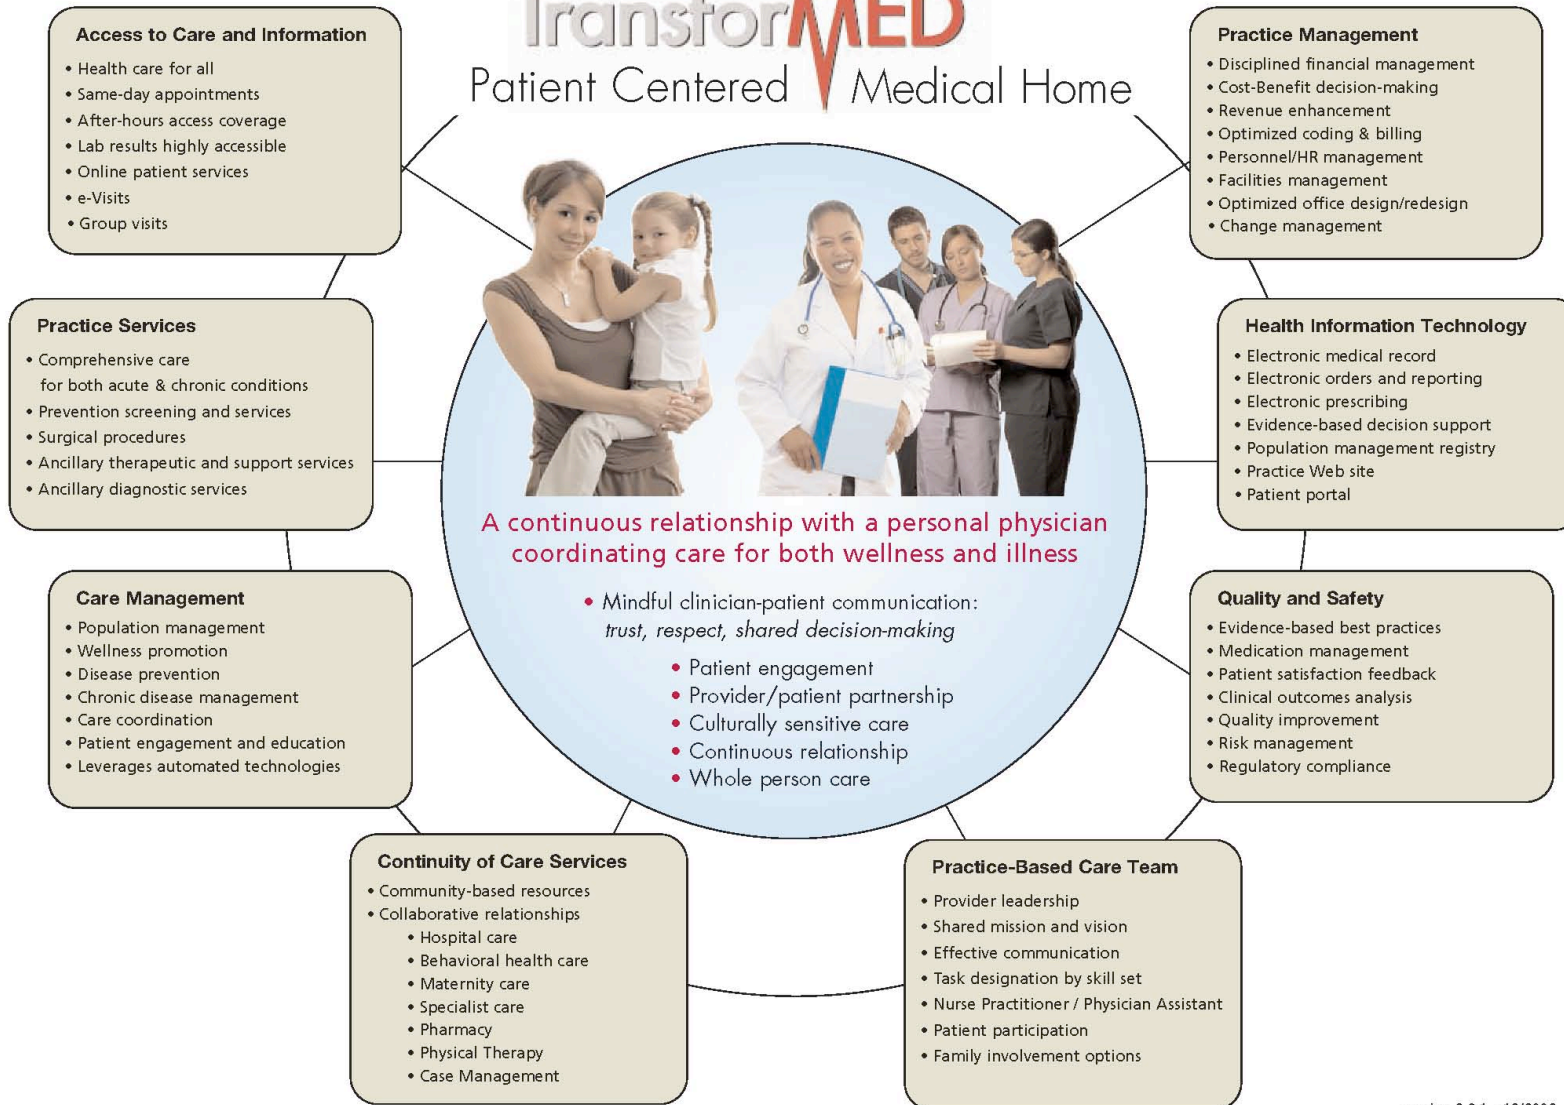 TransforMED
Patient Centered Medical Home
Access to Care and Information
• Health care for all
• Same-day appointments
• After-hours access coverage
• Lab results highly accessible
• Online patient services
• e-Visits
• Group visits
Practice Management
• Disciplined financial management
• Cost-Benefit decision-making
• Revenue enhancement
• Optimized coding & billing
• Personnel/HR management
• Facilities management
• Optimized office design/redesign
• Change management
Practice Services
• Comprehensive care
for both acute & chronic conditions
• Prevention screening and services
• Surgical procedures
• Ancillary therapeutic and support services
• Ancillary diagnostic services
Health Information Technology
• Electronic medical record
• Electronic orders and reporting
• Electronic prescribing
• Evidence-based decision support
• Population management registry
• Practice Web site
• Patient portal
A continuous relationship with a personal physician
coordinating care for both wellness and illness
• Mindful clinician-patient communication:
trust, respect, shared decision-making
• Patient engagement
• Provider/patient partnership
• Culturally sensitive care
• Continuous relationship
• Whole person care
Care Management
• Population management
• Wellness promotion
• Disease prevention
• Chronic disease management
• Care coordination
• Patient engagement and education
• Leverages automated technologies
Quality and Safety
• Evidence-based best practices
• Medication management
• Patient satisfaction feedback
• Clinical outcomes analysis
• Quality improvement
• Risk management
• Regulatory compliance
Continuity of Care Services
• Community-based resources
• Collaborative relationships
• Hospital care
• Behavioral health care
• Maternity care
• Specialist care
• Pharmacy
• Physical Therapy
• Case Management
Practice-Based Care Team
• Provider leadership
• Shared mission and vision
• Effective communication
• Task designation by skill set
• Nurse Practitioner / Physician Assistant
• Patient participation
• Family involvement options